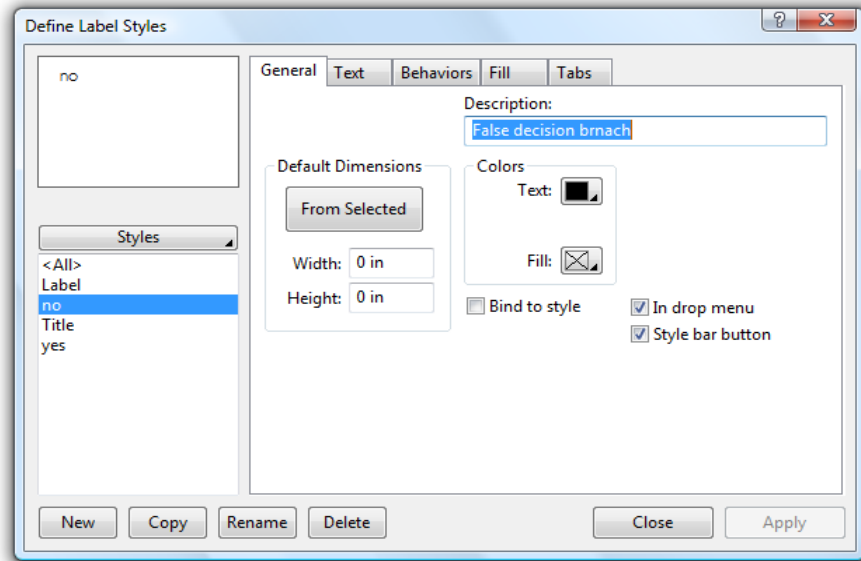 Define Label Styles
no
General Text Behaviors Fill Tabs
Description:
False decision brnach
Default Dimensions
From Selected
Width: 0 in
Height: 0 in
Colors
Text:
Fill:
Bind to style
In drop menu
Style bar button
Styles
<All>
Label
no
Title
yes
New Copy Rename Delete Close Apply